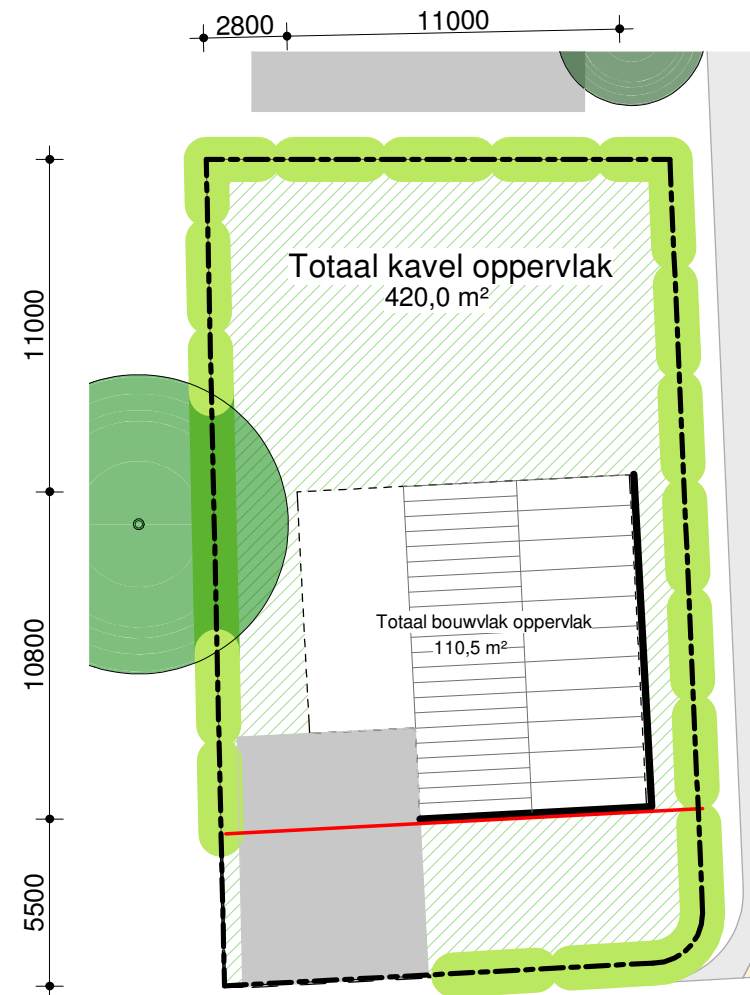 2800
11000
11000
Totaal kavel oppervlak
420,0 m²
10800
Totaal bouwvlak oppervlak
110,5 m²
5500